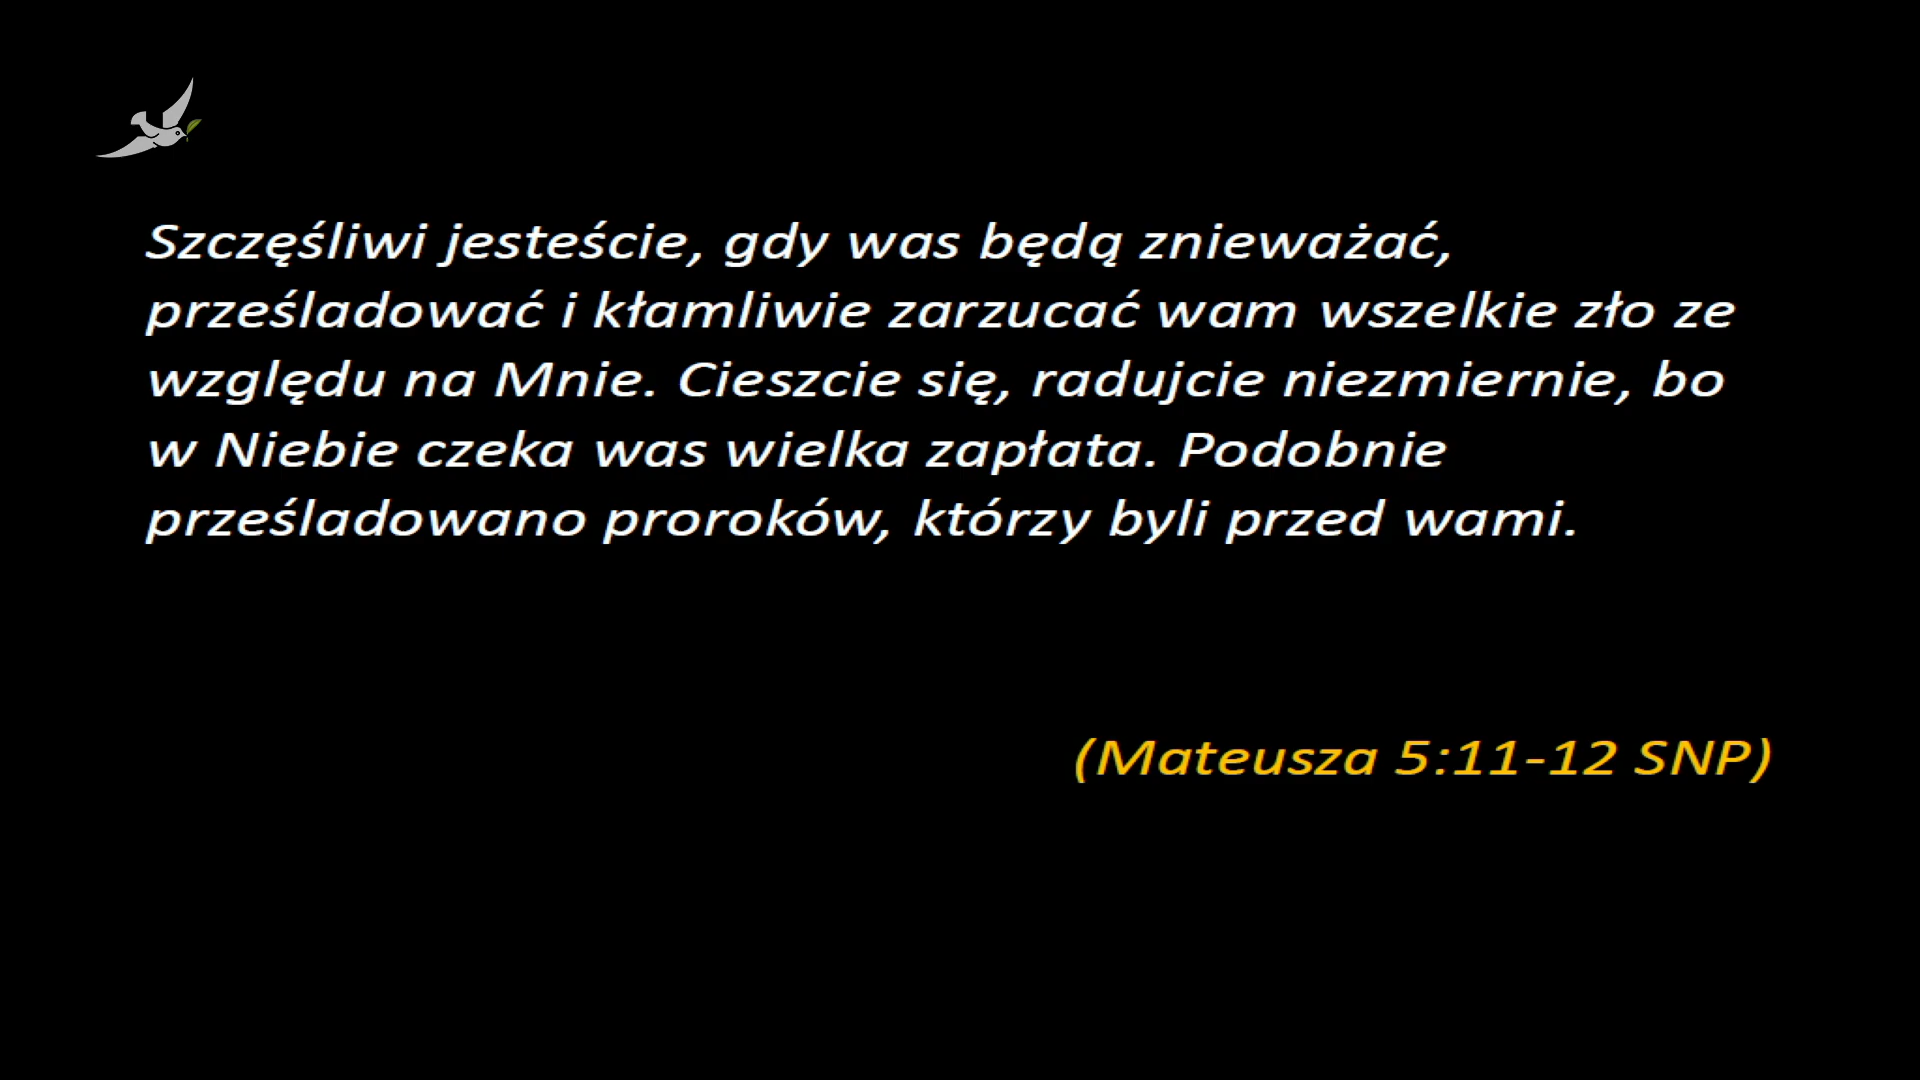 Szczęśliwi jesteście, gdy was będą znieważać,
prześladować i kłamliwie zarzucać wam wszelkie zło ze
względu na Mnie. Cieszcie się, radujcie niezmiernie, bo
w Niebie czeka was wielka zapłata. Podobnie
prześladowano proroków, którzy byli przed wami.
(Mateusza 5:11-12 SNP)